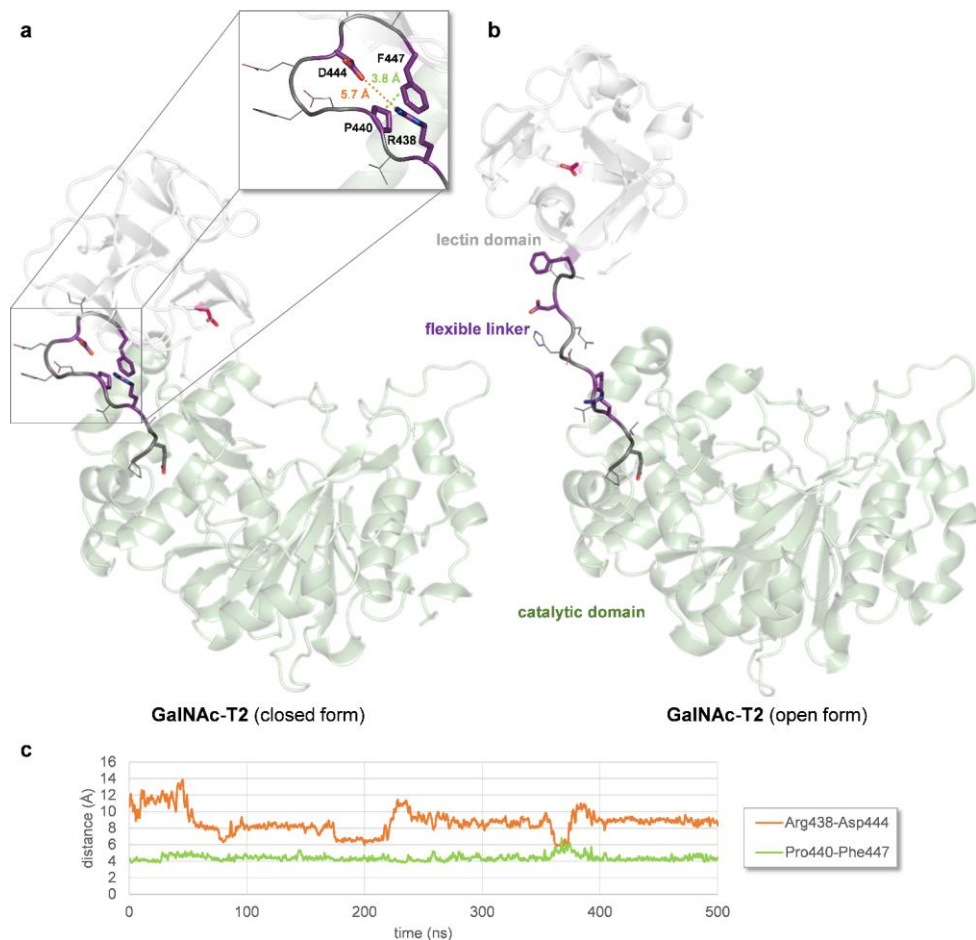 a
b
F447
D444
3.8 Å
5.7 Å
P440
R438
lectin domain
flexible linker
catalytic domain
GalNAc-T2 (closed form)
GalNAc-T2 (open form)
c
16
14
12
10
8
6
4
2
0
distance (Å)
0
100
200
300
400
500
time (ns)
Arg438-Asp444
Pro440-Phe447